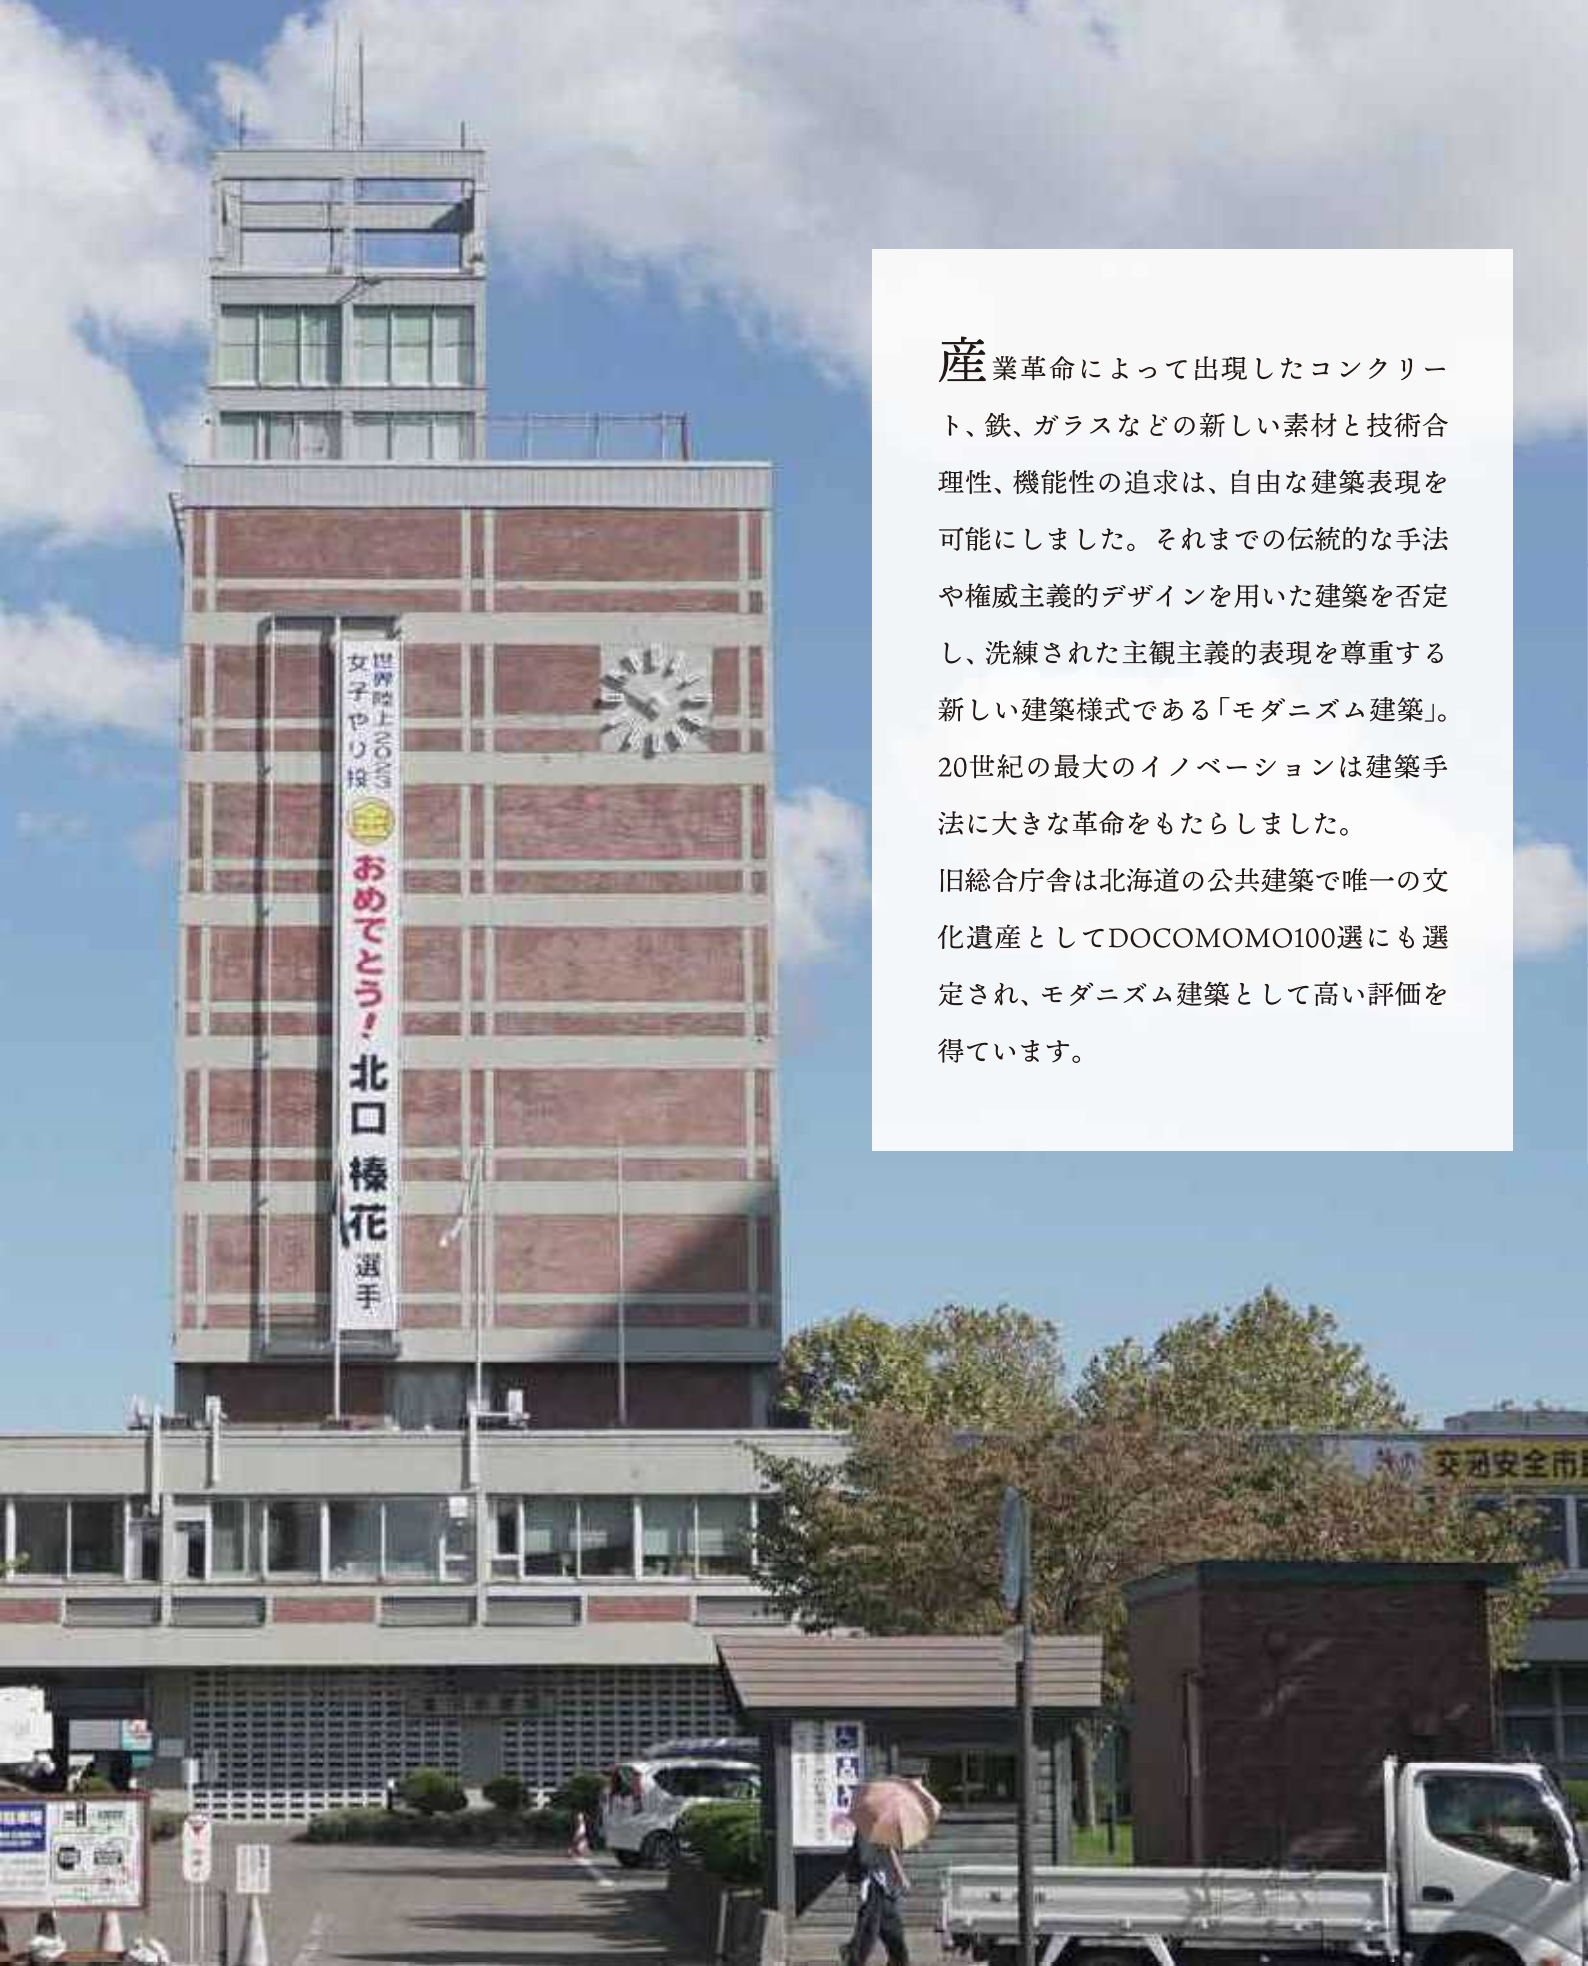 産業革命によって出現したコンクリー
ト、鉄、ガラスなどの新しい素材と技術合
理性、機能性の追求は、自由な建築表現を
可能にしました。それまでの伝統的な手法
や権威主義的デザインを用いた建築を否定
し、洗練された主観主義的表現を尊重する
新しい建築様式である「モダニズム建築」。
20世紀の最大のイノベーションは建築手
法に大きな革命をもたらしました。
旧総合庁舎は北海道の公共建築で唯一の文
化遺産としてDOCOMOMO100選にも選
定され、モダニズム建築として高い評価を
得ています。
世界陸上2023
女子やり投
金
おめでとう!
北口 榛花
選手
交通安全市民